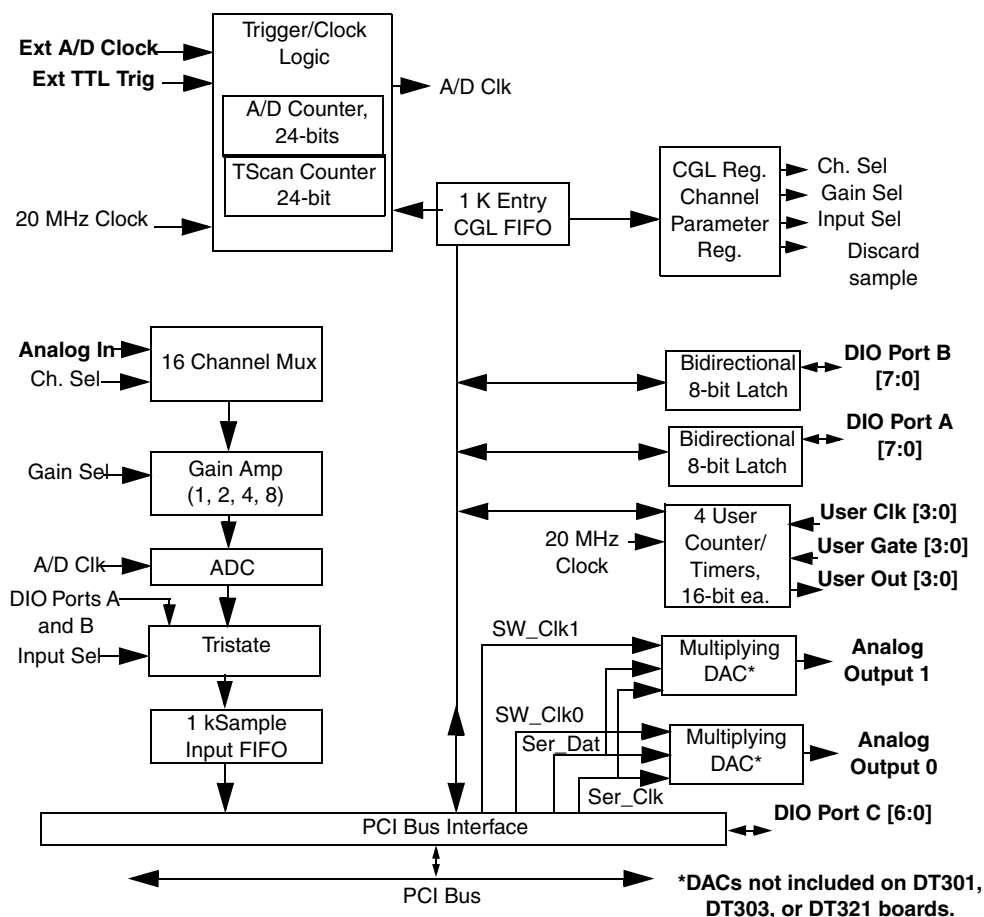 Trigger/Clock
Logic
Ext A/D Clock
Ext TTL Trig
A/D Clk
A/D Counter,
24-bits
TScan Counter
24-bit
20 MHz Clock
1 K Entry
CGL FIFO
CGL Reg.
Channel
Parameter
Reg.
Ch. Sel
Gain Sel
Input Sel
Discard
sample
Analog In
Ch. Sel
16 Channel Mux
Bidirectional
8-bit Latch
DIO Port B
[7:0]
Bidirectional
8-bit Latch
DIO Port A
[7:0]
Gain Sel
Gain Amp
(1, 2, 4, 8)
20 MHz
Clock
4 User
Counter/
Timers,
16-bit ea.
User Clk [3:0]
User Gate [3:0]
User Out [3:0]
A/D Clk
ADC
DIO Ports A
and B
Input Sel
Tristate
SW_Clk1
Multiplying
DAC*
Analog
Output 1
1 kSample
Input FIFO
SW_Clk0
Ser_Dat
Ser_Clk
Multiplying
DAC*
Analog
Output 0
PCI Bus Interface
DIO Port C [6:0]
PCI Bus
*DACs not included on DT301,
DT303, or DT321 boards.